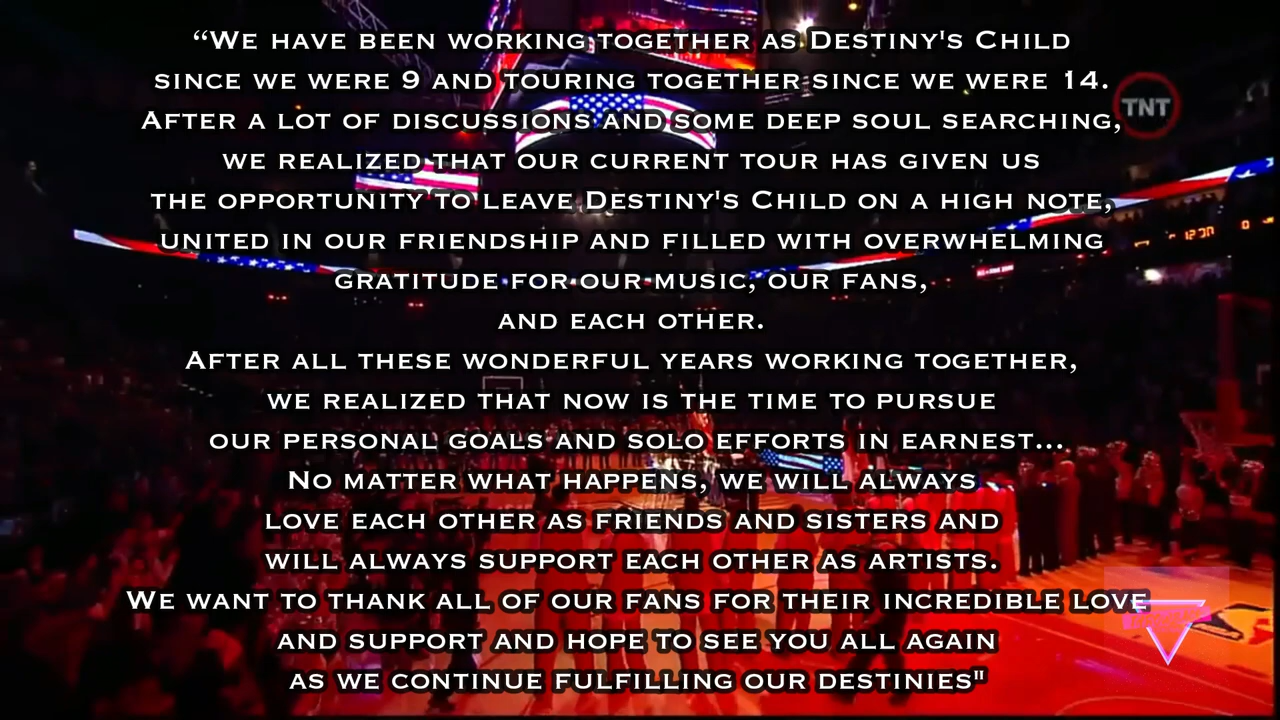 “WE HAVE BEEN WORKING TOGETHER AS DESTINY'S CHILD
SINCE WE WERE 9 AND TOURING TOGETHER SINCE WE WERE 14.
AFTER A LOT OF DISCUSSIONS AND SOME DEEP SOUL SEARCHING,
WE REALIZED THAT OUR CURRENT TOUR HAS GIVEN US
THE OPPORTUNITY TO LEAVE DESTINY'S CHILD ON A HIGH NOTE,
UNITED IN OUR FRIENDSHIP AND FILLED WITH OVERWHELMING
GRATITUDE FOR OUR MUSIC, OUR FANS,
AND EACH OTHER.
AFTER ALL THESE WONDERFUL YEARS WORKING TOGETHER,
WE REALIZED THAT NOW IS THE TIME TO PURSUE
OUR PERSONAL GOALS AND SOLO EFFORTS IN EARNEST...
NO MATTER WHAT HAPPENS, WE WILL ALWAYS
LOVE EACH OTHER AS FRIENDS AND SISTERS AND
WILL ALWAYS SUPPORT EACH OTHER AS ARTISTS.
WE WANT TO THANK ALL OF OUR FANS FOR THEIR INCREDIBLE LOVE
AND SUPPORT AND HOPE TO SEE YOU ALL AGAIN
AS WE CONTINUE FULFILLING OUR DESTINIES"
TNT